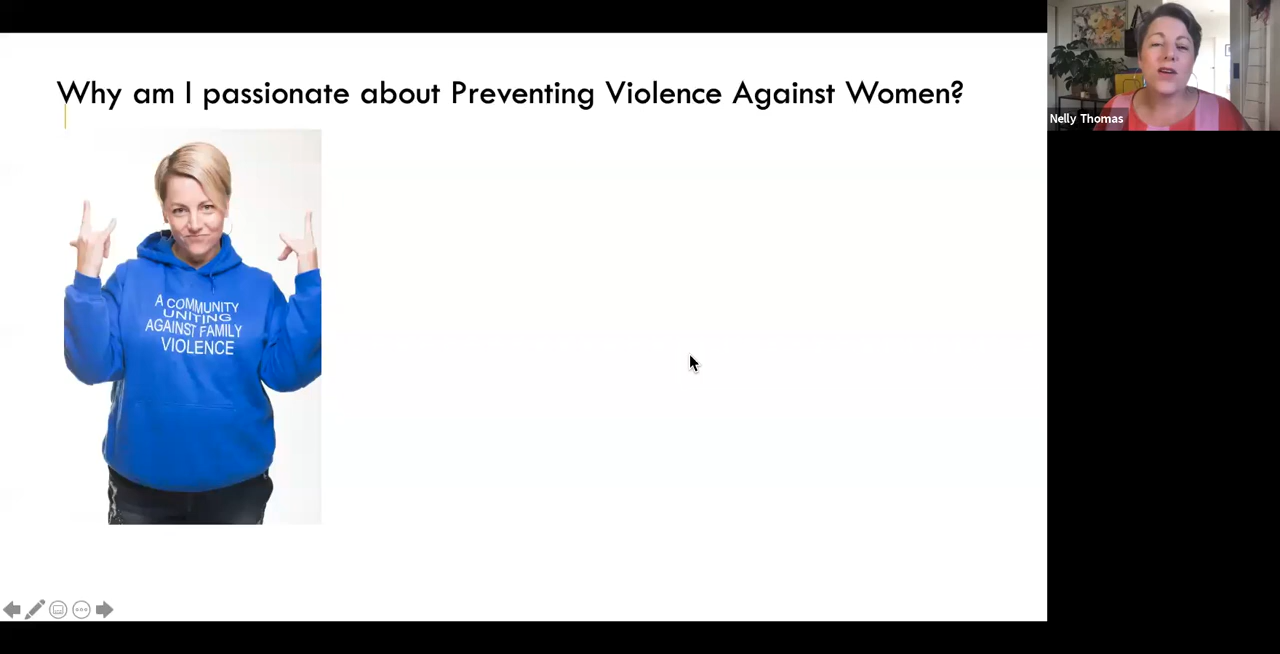 Why am I passionate about Preventing Violence Against Women?
A COMMUNITY
UNITING
AGAINST FAMILY
VIOLENCE
Nelly Thomas